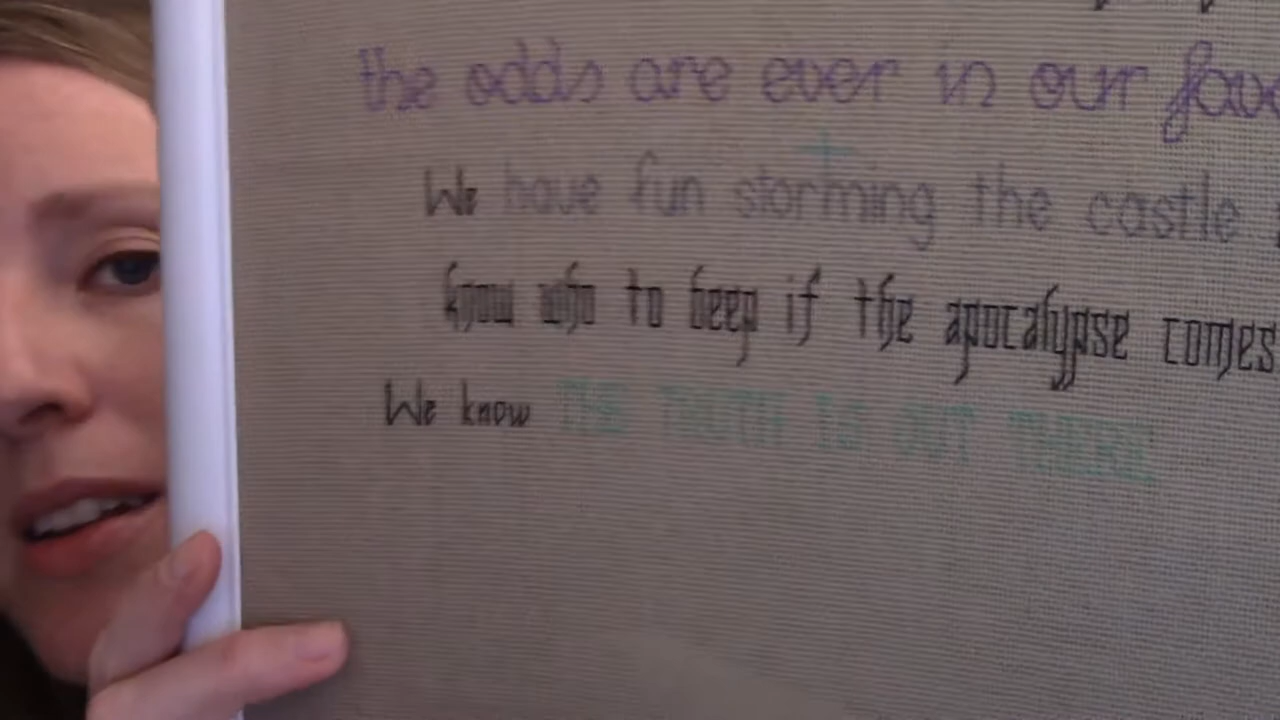 the odds are ever in our favo
We have fun storming the castle
know who to beep if the apocalypse comes
We know THE TRUTH IS OUT THERE